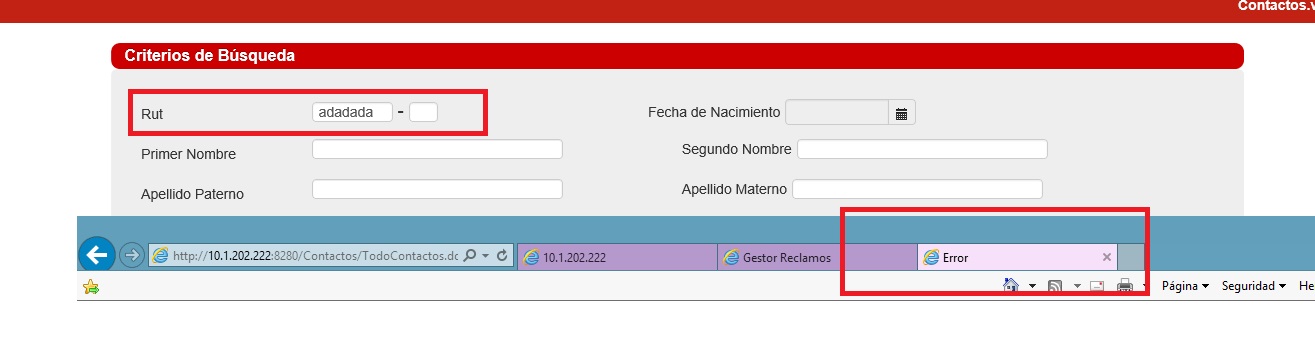 Contactos.v
Criterios de Búsqueda
Rut adadada - Fecha de Nacimiento
Primer Nombre Segundo Nombre
Apellido Paterno Apellido Materno
http://10.1.202.222:8280/Contactos/TodoContactos.dc 10.1.202.222 Gestor Reclamos Error
Página Seguridad He